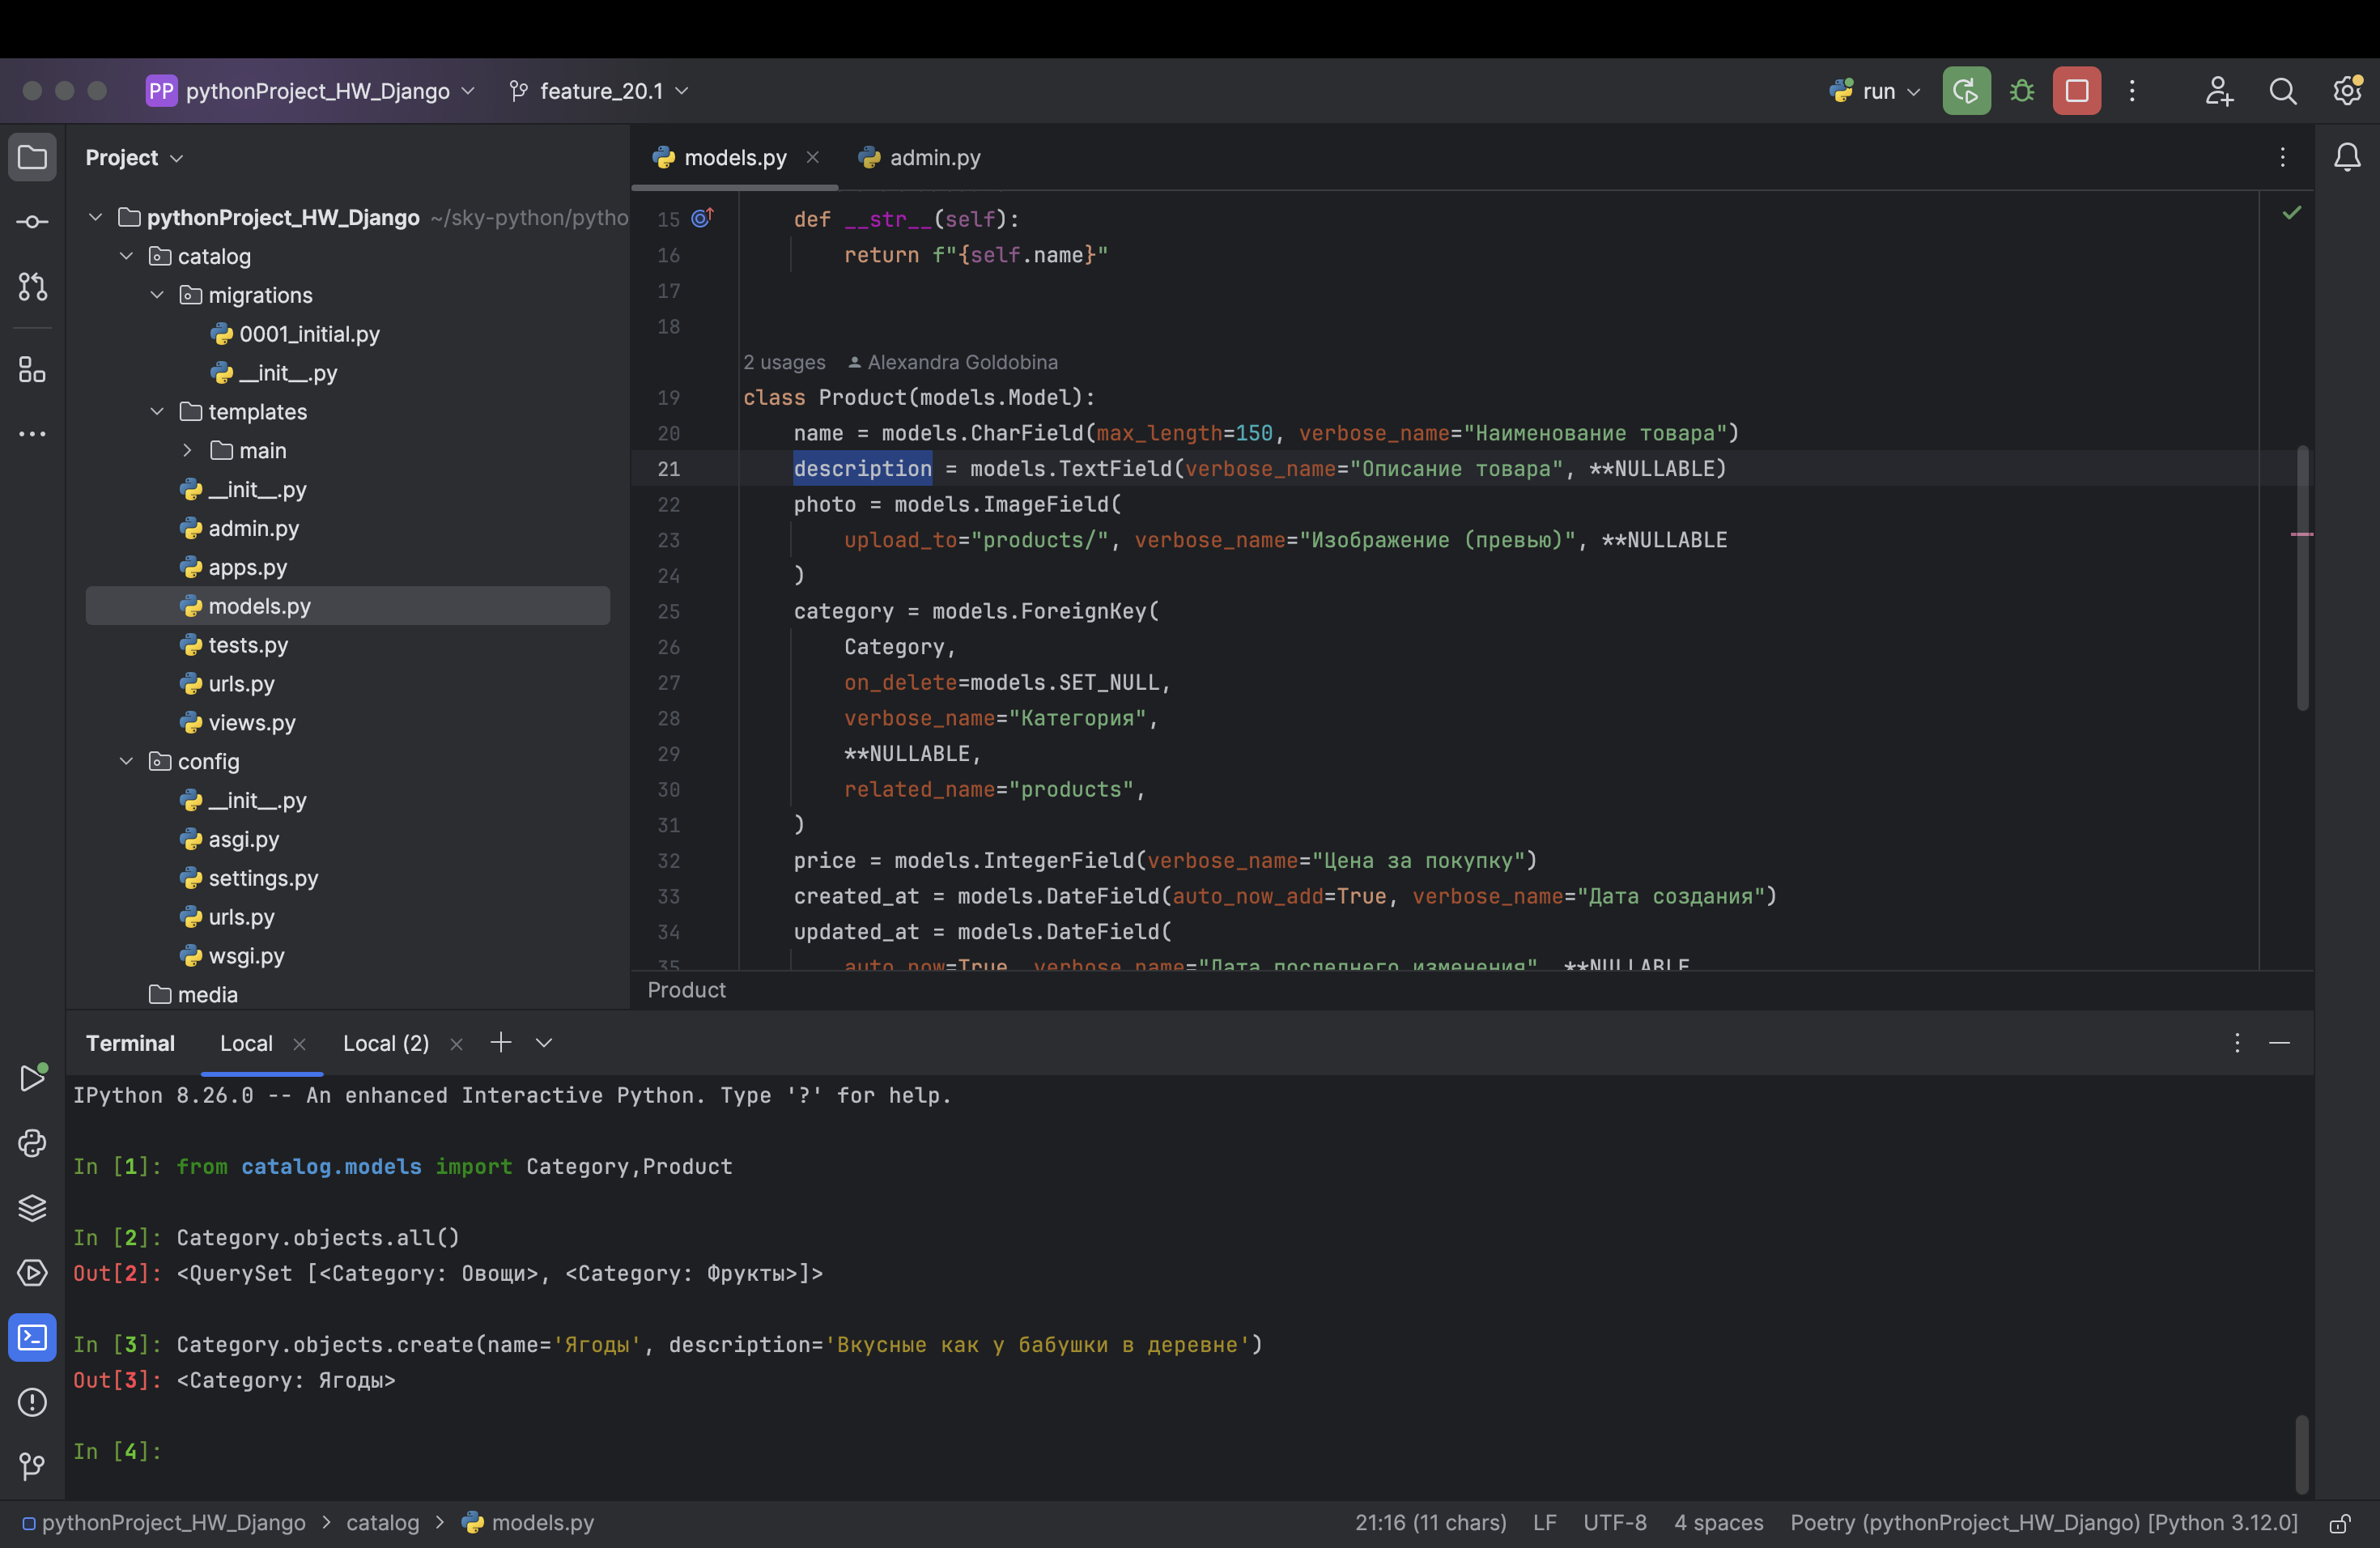 PP pythonProject_HW_Django feature_20.1 run
Project
pythonProject_HW_Django ~/sky-python/pytho
catalog
migrations
0001_initial.py
__init__.py
templates
main
__init__.py
admin.py
apps.py
models.py
tests.py
urls.py
views.py
config
__init__.py
asgi.py
settings.py
urls.py
wsgi.py
media
models.py admin.py
15 def __str__(self):
16 return f"{self.name}"
17
18
2 usages Alexandra Goldobina
19 class Product(models.Model):
20 name = models.CharField(max_length=150, verbose_name="Наименование товара")
21 description = models.TextField(verbose_name="Описание товара", **NULLABLE)
22 photo = models.ImageField(
23 upload_to="products/", verbose_name="Изображение (превью)", **NULLABLE
24 )
25 category = models.ForeignKey(
26 Category,
27 on_delete=models.SET_NULL,
28 verbose_name="Категория",
29 **NULLABLE,
30 related_name="products",
31 )
32 price = models.IntegerField(verbose_name="Цена за покупку")
33 created_at = models.DateField(auto_now_add=True, verbose_name="Дата создания")
34 updated_at = models.DateField(
35 auto_now=True, verbose_name="Дата последнего изменения", **NULLABLE
Product
Terminal Local Local (2)
IPython 8.26.0 -- An enhanced Interactive Python. Type '?' for help.
In [1]: from catalog.models import Category,Product
In [2]: Category.objects.all()
Out[2]: <QuerySet [<Category: Овощи>, <Category: Фрукты>]>
In [3]: Category.objects.create(name='Ягоды', description='Вкусные как у бабушки в деревне')
Out[3]: <Category: Ягоды>
In [4]:
pythonProject_HW_Django > catalog > models.py 21:16 (11 chars) LF UTF-8 4 spaces Poetry (pythonProject_HW_Django) [Python 3.12.0]